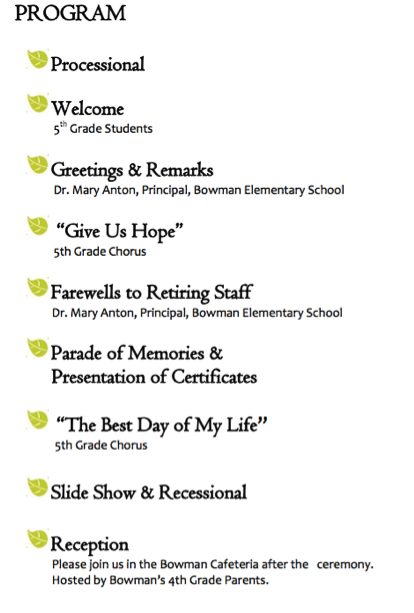 PROGRAM
Processional
Welcome
5th Grade Students
Greetings & Remarks
Dr. Mary Anton, Principal, Bowman Elementary School
“Give Us Hope”
5th Grade Chorus
Farewells to Retiring Staff
Dr. Mary Anton, Principal, Bowman Elementary School
Parade of Memories &
Presentation of Certificates
“The Best Day of My Life”
5th Grade Chorus
Slide Show & Recessional
Reception
Please join us in the Bowman Cafeteria after the ceremony.
Hosted by Bowman’s 4th Grade Parents.